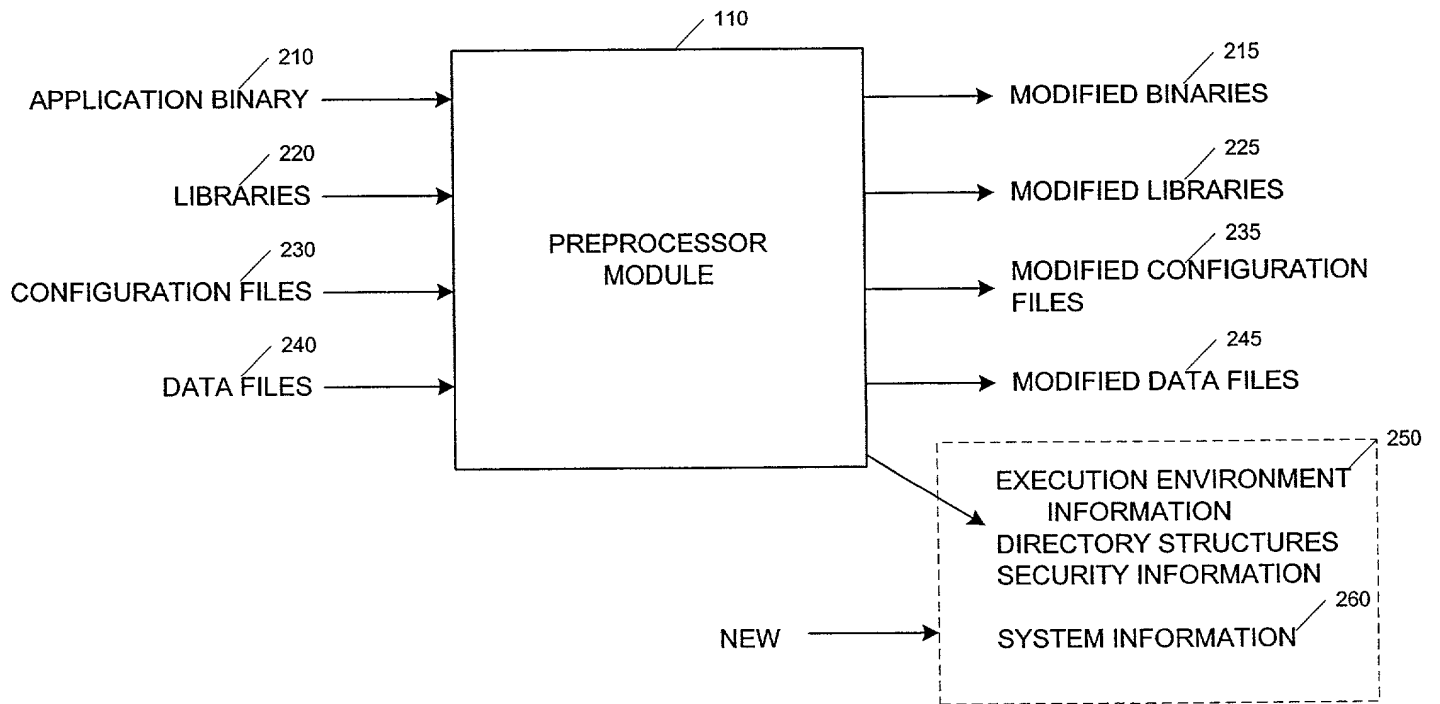 110
210
APPLICATION BINARY
220
LIBRARIES
230
CONFIGURATION FILES
240
DATA FILES
PREPROCESSOR
MODULE
215
MODIFIED BINARIES
225
MODIFIED LIBRARIES
235
MODIFIED CONFIGURATION
FILES
245
MODIFIED DATA FILES
250
EXECUTION ENVIRONMENT
INFORMATION
DIRECTORY STRUCTURES
SECURITY INFORMATION
260
NEW
SYSTEM INFORMATION